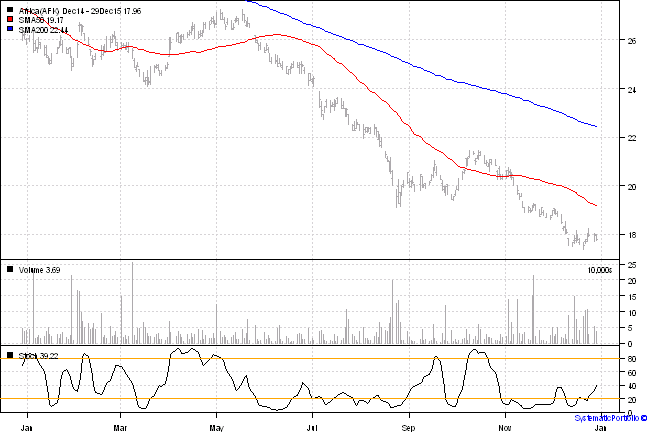 Africa(AFK) Dec14 - 29Dec15 17.96
SMA50 19.17
SMA200 22.44
26
24
22
20
18
Volume 3.69
10,000s
25
20
15
10
5
0
Stoch 39.22
80
60
40
20
0
SystematicPortfolio ©
Jan Mar May Jul Sep Nov Jan